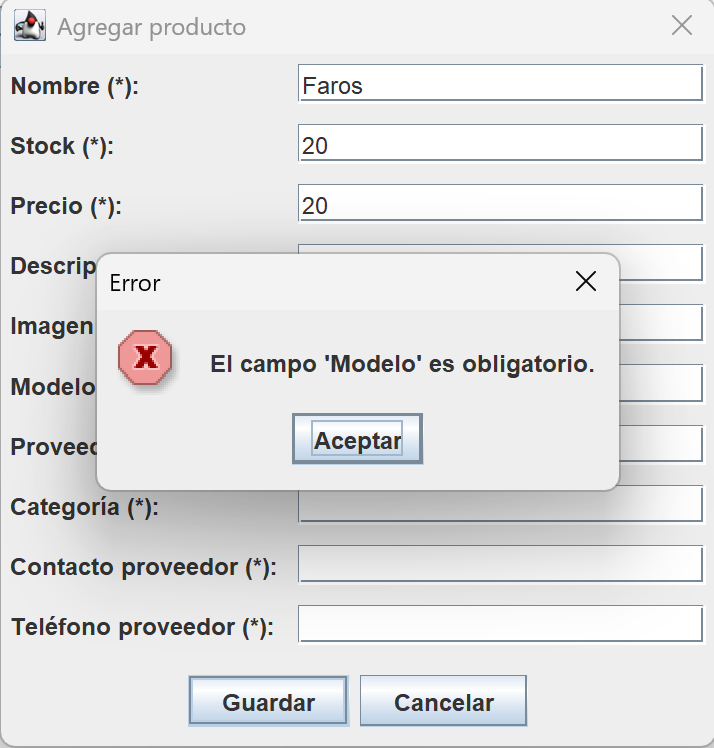 Agregar producto
Nombre (*): Faros
Stock (*): 20
Precio (*): 20
Descrip
Error
Imagen
El campo 'Modelo' es obligatorio.
Modelo
Aceptar
Proveed
Categoría (*):
Contacto proveedor (*):
Teléfono proveedor (*):
Guardar Cancelar